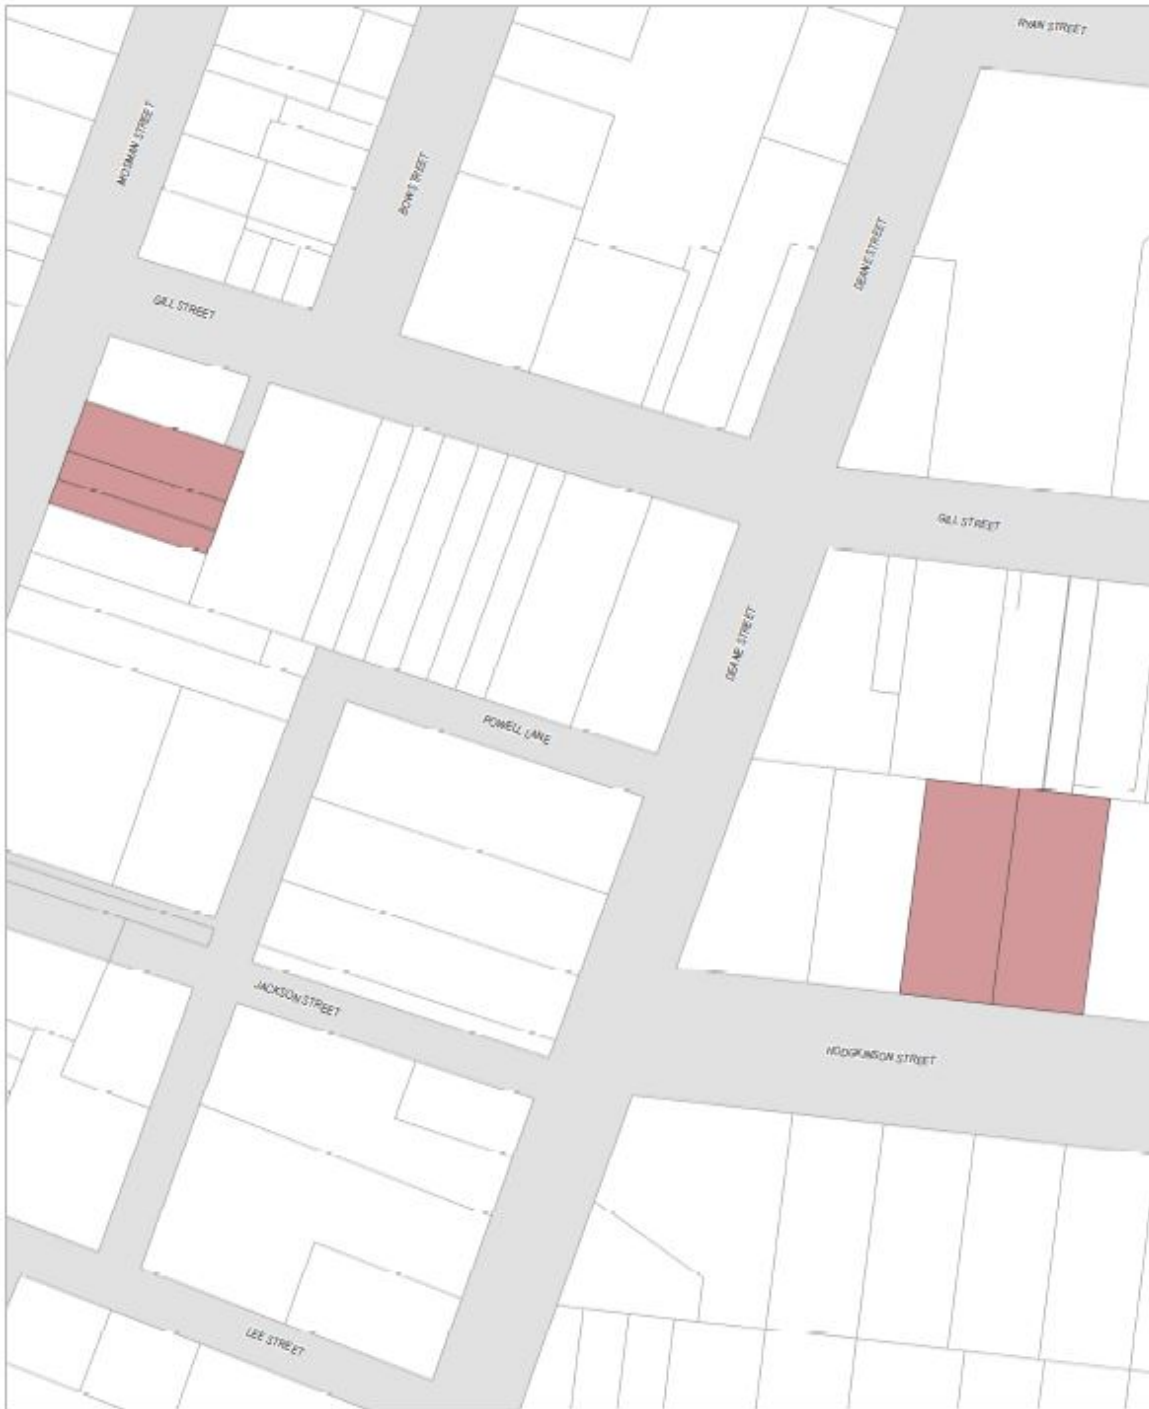 RYAN STREET
MOSMAN STREET
BOW STREET
DEANE STREET
GILL STREET
GILL STREET
DEANE STREET
POWELL LANE
JACKSON STREET
HODGKINSON STREET
LEE STREET